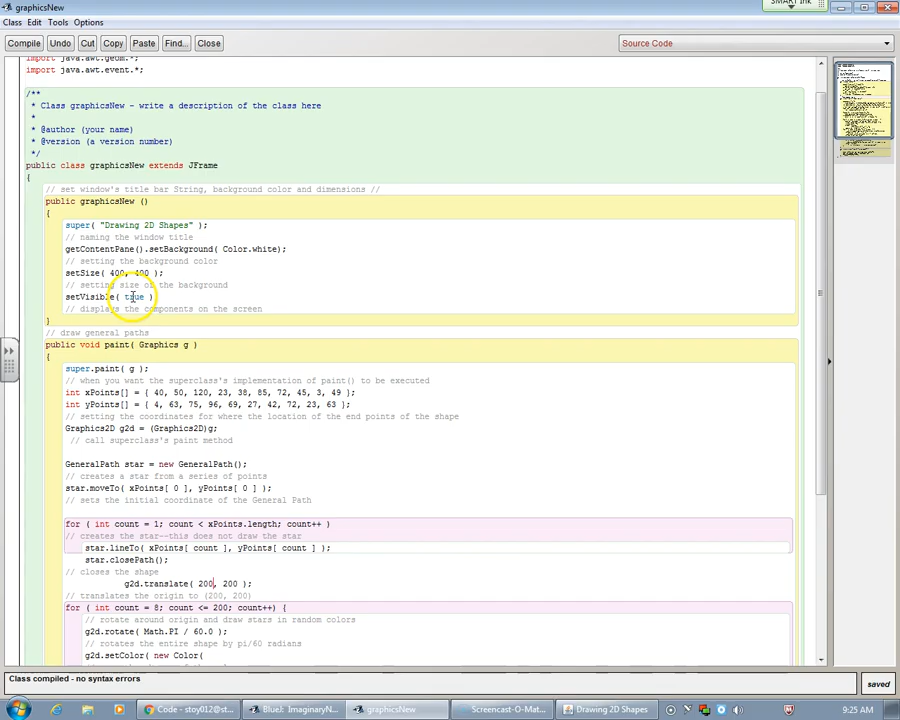 graphicsNew
SMART Ink
Class Edit Tools Options
Compile Undo Cut Copy Paste Find... Close
Source Code
import java.awt.geom.*;
import java.awt.event.*;
/**
* Class graphicsNew - write a description of the class here
*
* @author (your name)
* @version (a version number)
*/
public class graphicsNew extends JFrame
{
// set window's title bar String, background color and dimensions //
public graphicsNew ()
{
super( "Drawing 2D Shapes" );
// naming the window title
getContentPane().setBackground( Color.white);
// setting the background color
setSize( 400, 400 );
// setting size of the background
setVisible( true )
// displays the components on the screen
}
// draw general paths
public void paint( Graphics g )
{
super.paint( g );
// when you want the superclass's implementation of paint() to be executed
int xPoints[] = { 40, 50, 120, 23, 38, 85, 72, 45, 3, 49 };
int yPoints[] = { 4, 63, 75, 96, 69, 27, 42, 72, 23, 63 };
// setting the coordinates for where the location of the end points of the shape
Graphics2D g2d = (Graphics2D)g;
// call superclass's paint method
GeneralPath star = new GeneralPath();
// creates a star from a series of points
star.moveTo( xPoints[ 0 ], yPoints[ 0 ] );
// sets the initial coordinate of the General Path
for ( int count = 1; count < xPoints.length; count++ )
// creates the star--this does not draw the star
star.lineTo( xPoints[ count ], yPoints[ count ] );
star.closePath();
// closes the shape
g2d.translate( 200, 200 );
// translates the origin to (200, 200)
for ( int count = 8; count <= 200; count++) {
// rotate around origin and draw stars in random colors
g2d.rotate( Math.PI / 60.0 );
// rotates the entire shape by pi/60 radians
g2d.setColor( new Color(
Class compiled - no syntax errors
saved
Code - stoy012@st... BlueJ: ImaginaryN... graphicsNew Screencast-O-Mat... Drawing 2D Shapes 9:25 AM